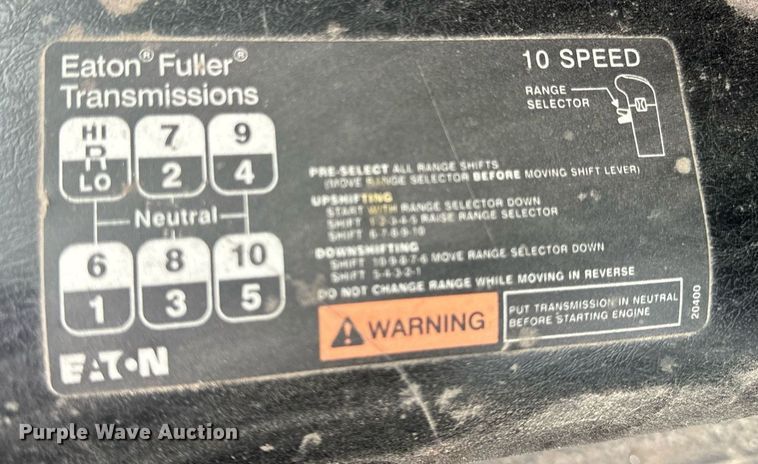 Eaton® Fuller®
Transmissions
10 SPEED
RANGE
SELECTOR
HI 7 9
R
LO 2 4
Neutral
6 8 10
1 3 5
PRE-SELECT ALL RANGE SHIFTS
(MOVE RANGE SELECTOR BEFORE MOVING SHIFT LEVER)
UPSHIFTING
START WITH RANGE SELECTOR DOWN
SHIFT 1-2-3-4-5 RAISE RANGE SELECTOR
SHIFT 6-7-8-9-10
DOWNSHIFTING
SHIFT 10-9-8-7-6 MOVE RANGE SELECTOR DOWN
SHIFT 5-4-3-2-1
DO NOT CHANGE RANGE WHILE MOVING IN REVERSE
WARNING
PUT TRANSMISSION IN NEUTRAL
BEFORE STARTING ENGINE
20400
EATON
Purple Wave Auction